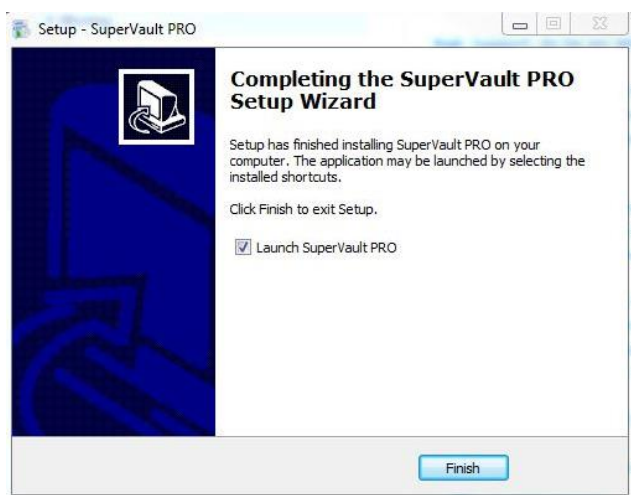 Setup - SuperVault PRO
Completing the SuperVault PRO
Setup Wizard
Setup has finished installing SuperVault PRO on your
computer. The application may be launched by selecting the
installed shortcuts.
Click Finish to exit Setup.
Launch SuperVault PRO
Finish